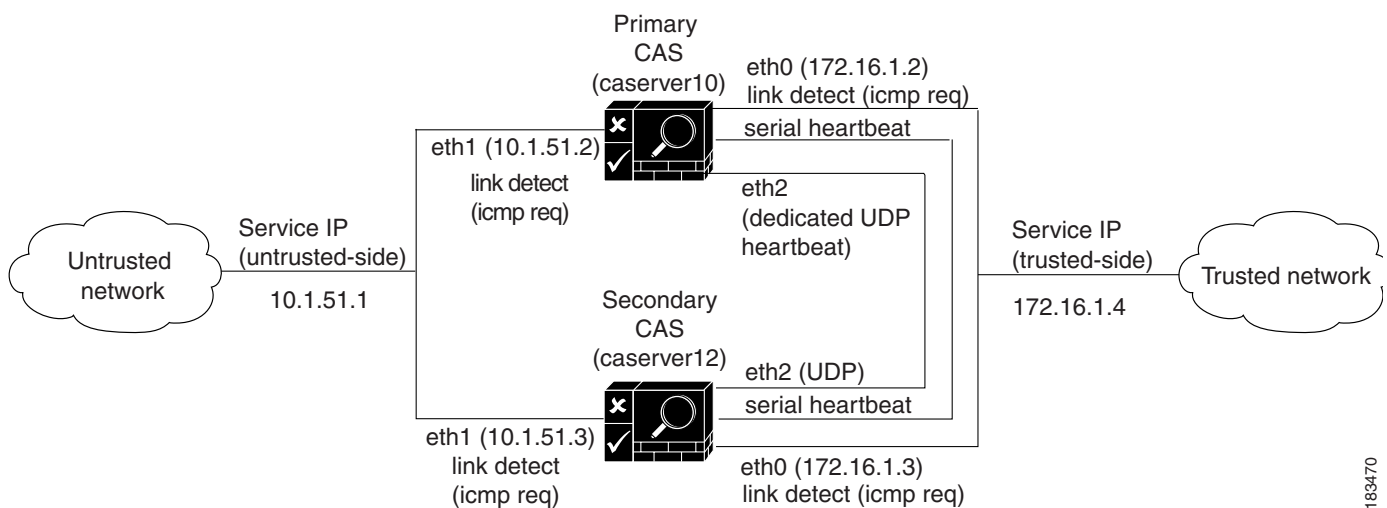 Primary
CAS
(caserver10)
eth0 (172.16.1.2)
link detect (icmp req)
serial heartbeat
eth1 (10.1.51.2)
link detect
(icmp req)
eth2
(dedicated UDP
heartbeat)
Untrusted
network
Service IP
(untrusted-side)
10.1.51.1
Service IP
(trusted-side)
172.16.1.4
Trusted network
Secondary
CAS
(caserver12)
eth2 (UDP)
serial heartbeat
eth1 (10.1.51.3)
link detect
(icmp req)
eth0 (172.16.1.3)
link detect (icmp req)
183470